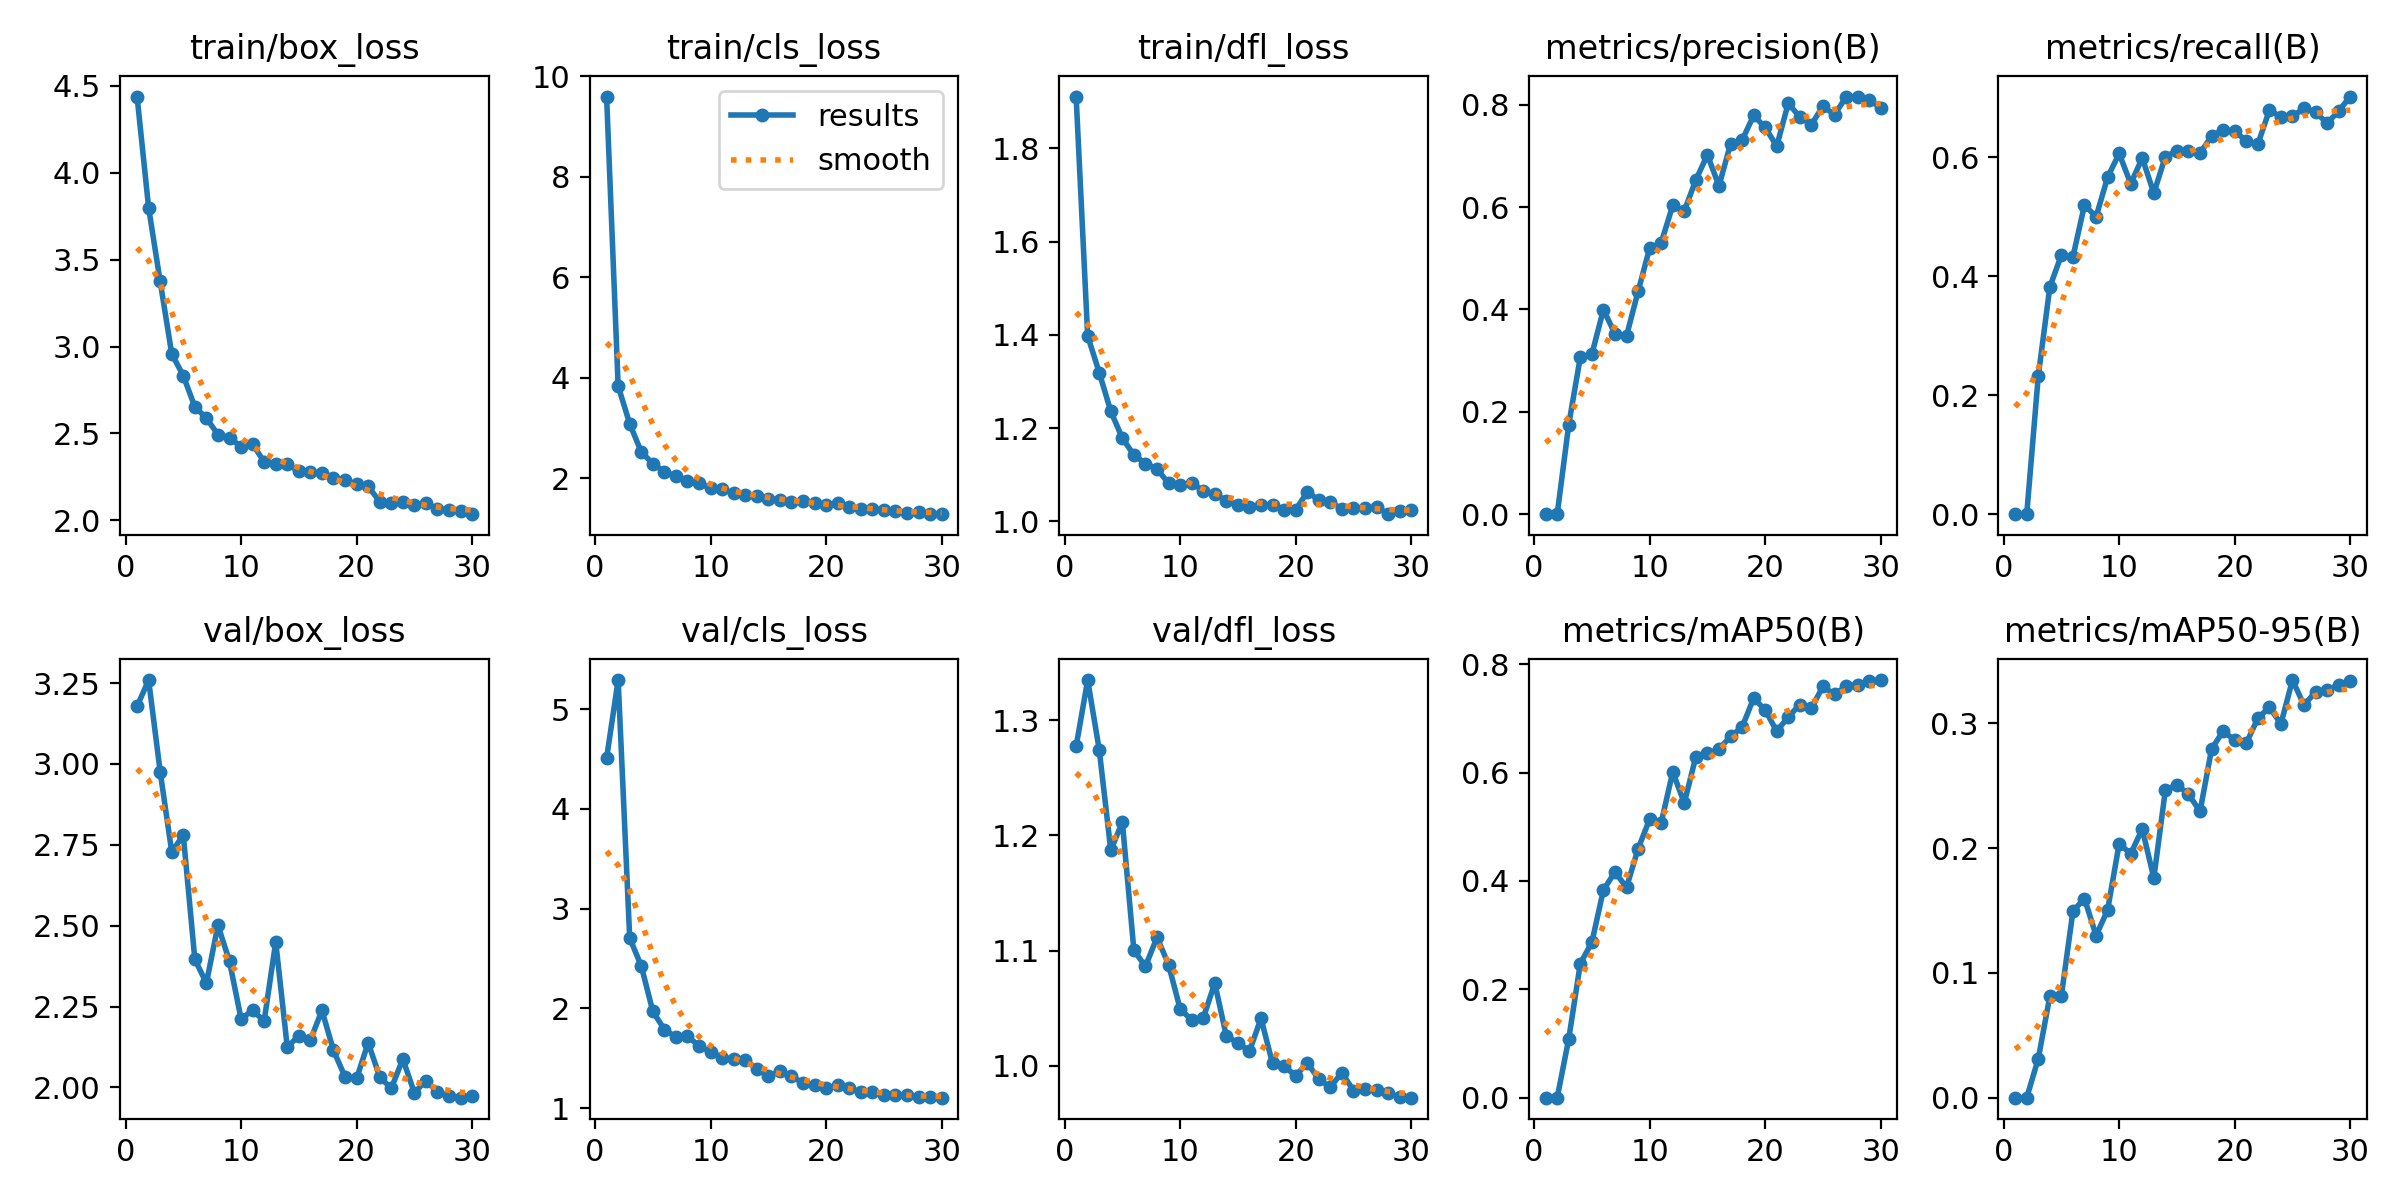 train/box_loss
train/cls_loss
train/dfl_loss
metrics/precision(B)
metrics/recall(B)
4.5
4.0
3.5
3.0
2.5
2.0
0 10 20 30
10
8
6
4
2
0 10 20 30
results
smooth
1.8
1.6
1.4
1.2
1.0
0 10 20 30
0.8
0.6
0.4
0.2
0.0
0 10 20 30
0.6
0.4
0.2
0.0
0 10 20 30
val/box_loss
val/cls_loss
val/dfl_loss
metrics/mAP50(B)
metrics/mAP50-95(B)
3.25
3.00
2.75
2.50
2.25
2.00
0 10 20 30
5
4
3
2
1
0 10 20 30
1.3
1.2
1.1
1.0
0 10 20 30
0.8
0.6
0.4
0.2
0.0
0 10 20 30
0.3
0.2
0.1
0.0
0 10 20 30